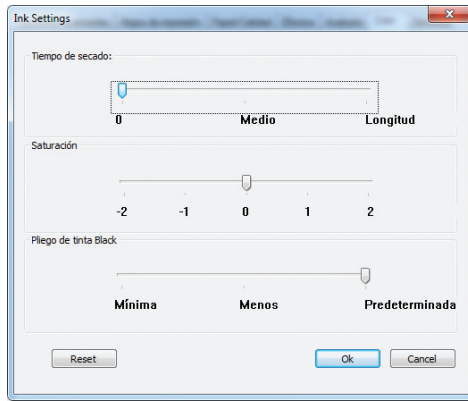 Ink Settings
Tiempo de secado:
0 Medio Longitud
Saturación
-2 -1 0 1 2
Pliego de tinta Black
Mínima Menos Predeterminada
Reset Ok Cancel